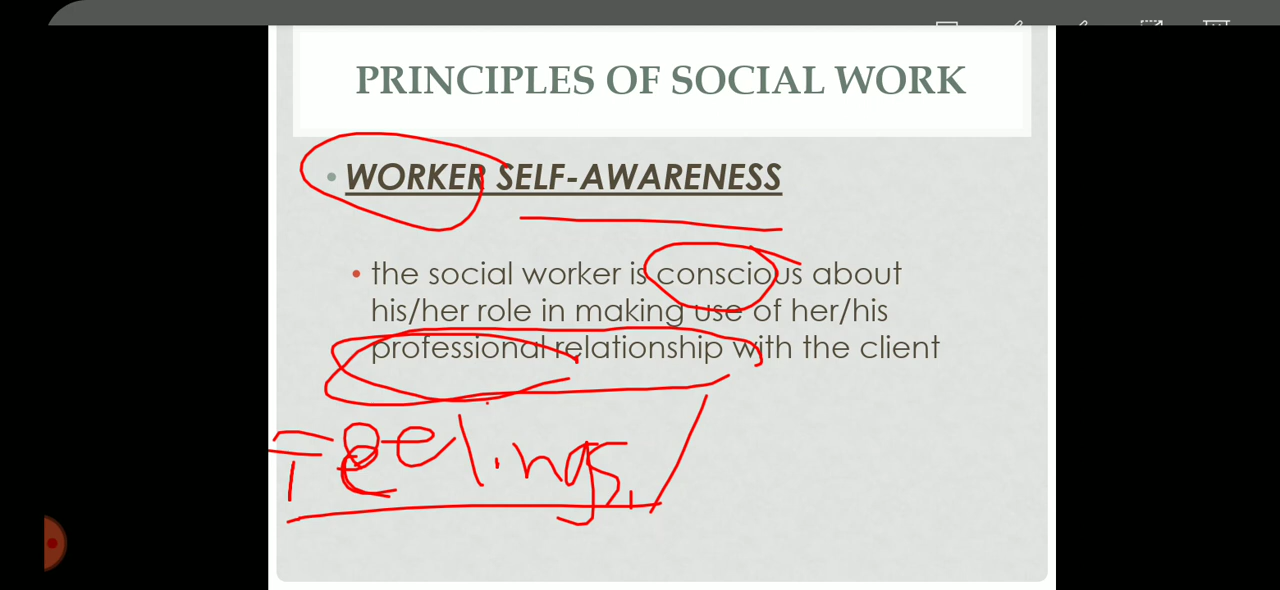 PRINCIPLES OF SOCIAL WORK
• WORKER SELF-AWARENESS
• the social worker is conscious about
his/her role in making use of her/his
professional relationship with the client
Feelings